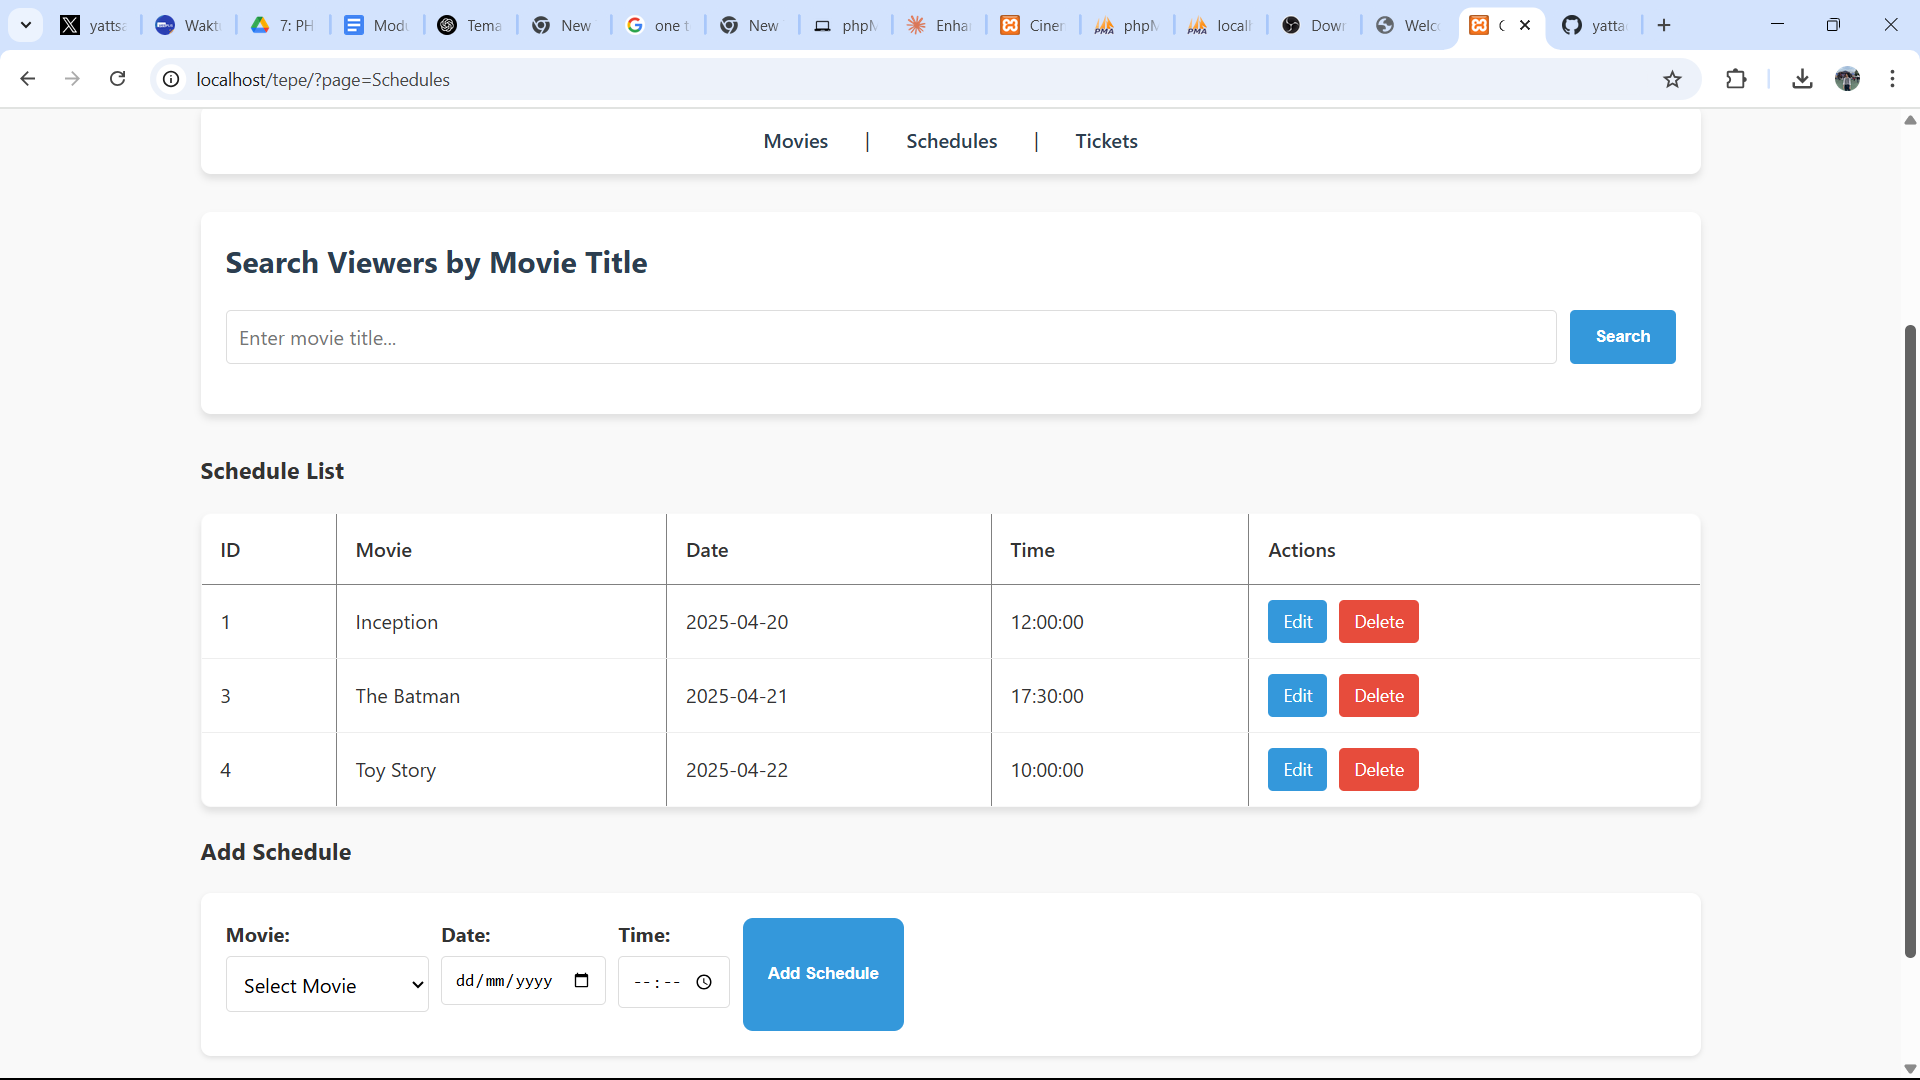 yatts
Wakt
7: PH
Modu
Tema
New
one t
New
phpM
Enha
Cinem
phpM
localh
Down
Welc
C
yatta
localhost/tepe/?page=Schedules
Movies | Schedules | Tickets
Search Viewers by Movie Title
Enter movie title...
Search
Schedule List
ID Movie Date Time Actions
1 Inception 2025-04-20 12:00:00 Edit Delete
3 The Batman 2025-04-21 17:30:00 Edit Delete
4 Toy Story 2025-04-22 10:00:00 Edit Delete
Add Schedule
Movie: Date: Time:
Select Movie dd/mm/yyyy --:-- Add Schedule